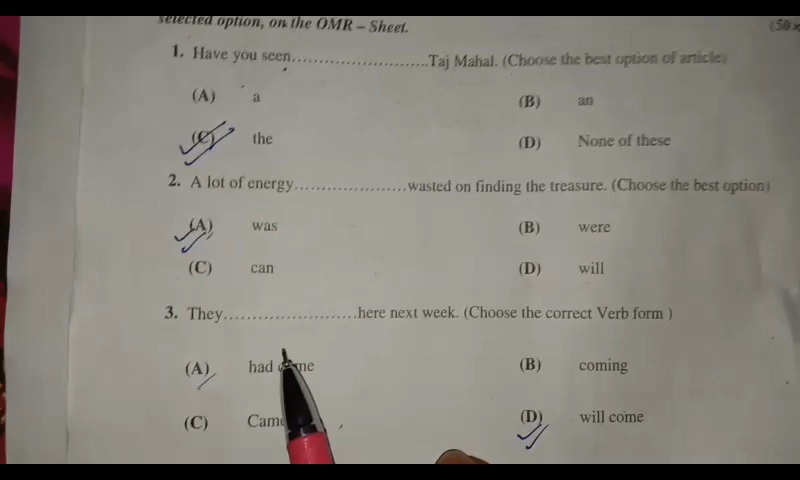 selected option, on the OMR – Sheet.
(50x
1. Have you seen..........................Taj Mahal. (Choose the best option of article)
(A) a (B) an
(C) the (D) None of these
2. A lot of energy.....................wasted on finding the treasure. (Choose the best option)
(A) was (B) were
(C) can (D) will
3. They.........................here next week. (Choose the correct Verb form )
(A) had (B) coming
(C) (D) will come